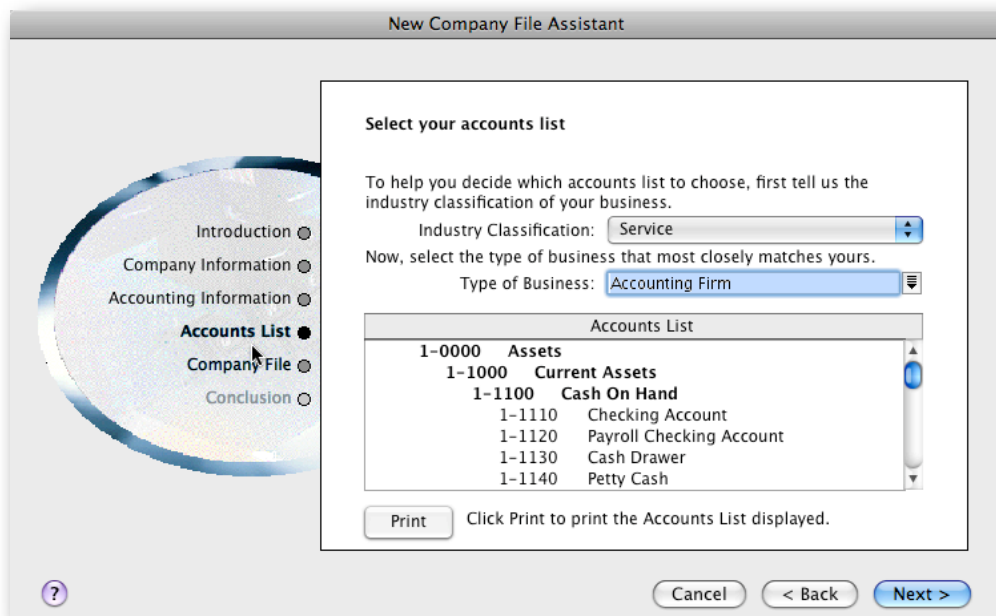 New Company File Assistant
Introduction
Company Information
Accounting Information
Accounts List
Company File
Conclusion
Select your accounts list
To help you decide which accounts list to choose, first tell us the
industry classification of your business.
Industry Classification: Service
Now, select the type of business that most closely matches yours.
Type of Business: Accounting Firm
Accounts List
1-0000 Assets
1-1000 Current Assets
1-1100 Cash On Hand
1-1110 Checking Account
1-1120 Payroll Checking Account
1-1130 Cash Drawer
1-1140 Petty Cash
Print Click Print to print the Accounts List displayed.
? Cancel < Back Next >